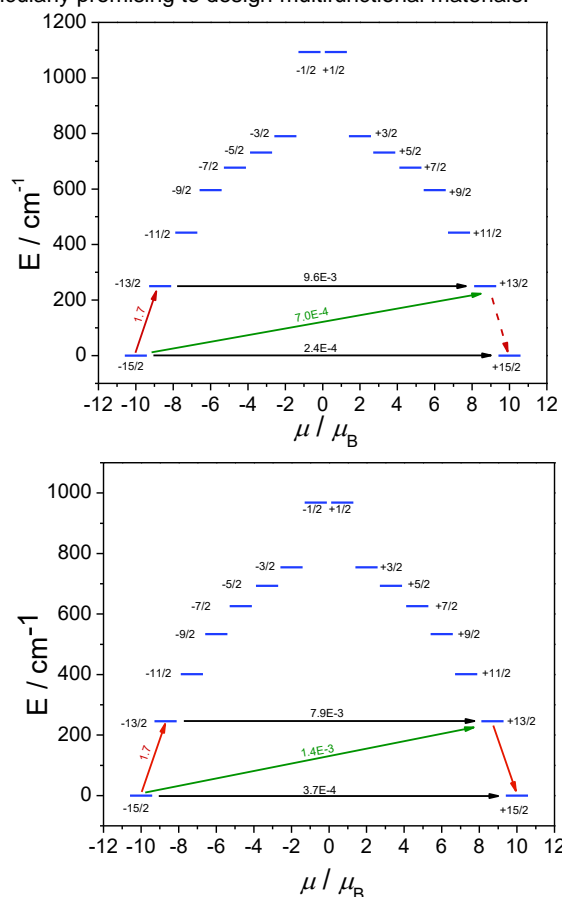 cularly promising to design multifunctional materials.
1200
1000
800
600
400
200
0
E / cm-1
-1/2 +1/2
-3/2 +3/2
-5/2 +5/2
-7/2 +7/2
-9/2 +9/2
-11/2 +11/2
-13/2 9.6E-3 +13/2
1.7 7.0E-4
2.4E-4
-15/2 +15/2
-12 -10 -8 -6 -4 -2 0 2 4 6 8 10 12
μ / μB
1000
800
600
400
200
0
E / cm-1
-1/2 +1/2
-3/2 +3/2
-5/2 +5/2
-7/2 +7/2
-9/2 +9/2
-11/2 +11/2
-13/2 7.9E-3 +13/2
1.7 1.4E-3
3.7E-4
-15/2 +15/2
-12 -10 -8 -6 -4 -2 0 2 4 6 8 10 12
μ / μB